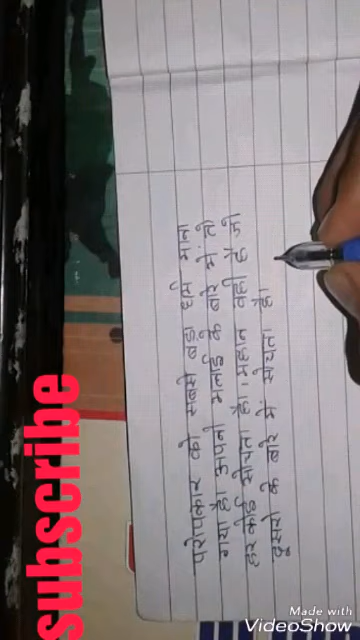 परोपकार को सबसे बडा धर्म माना
गया है। अपनी भलाई के बारे में तो
हर कोई सोचता है। महान वही है जो
दूसरो के बारे में सोचता है।
subscribe
Made with
VideoShow